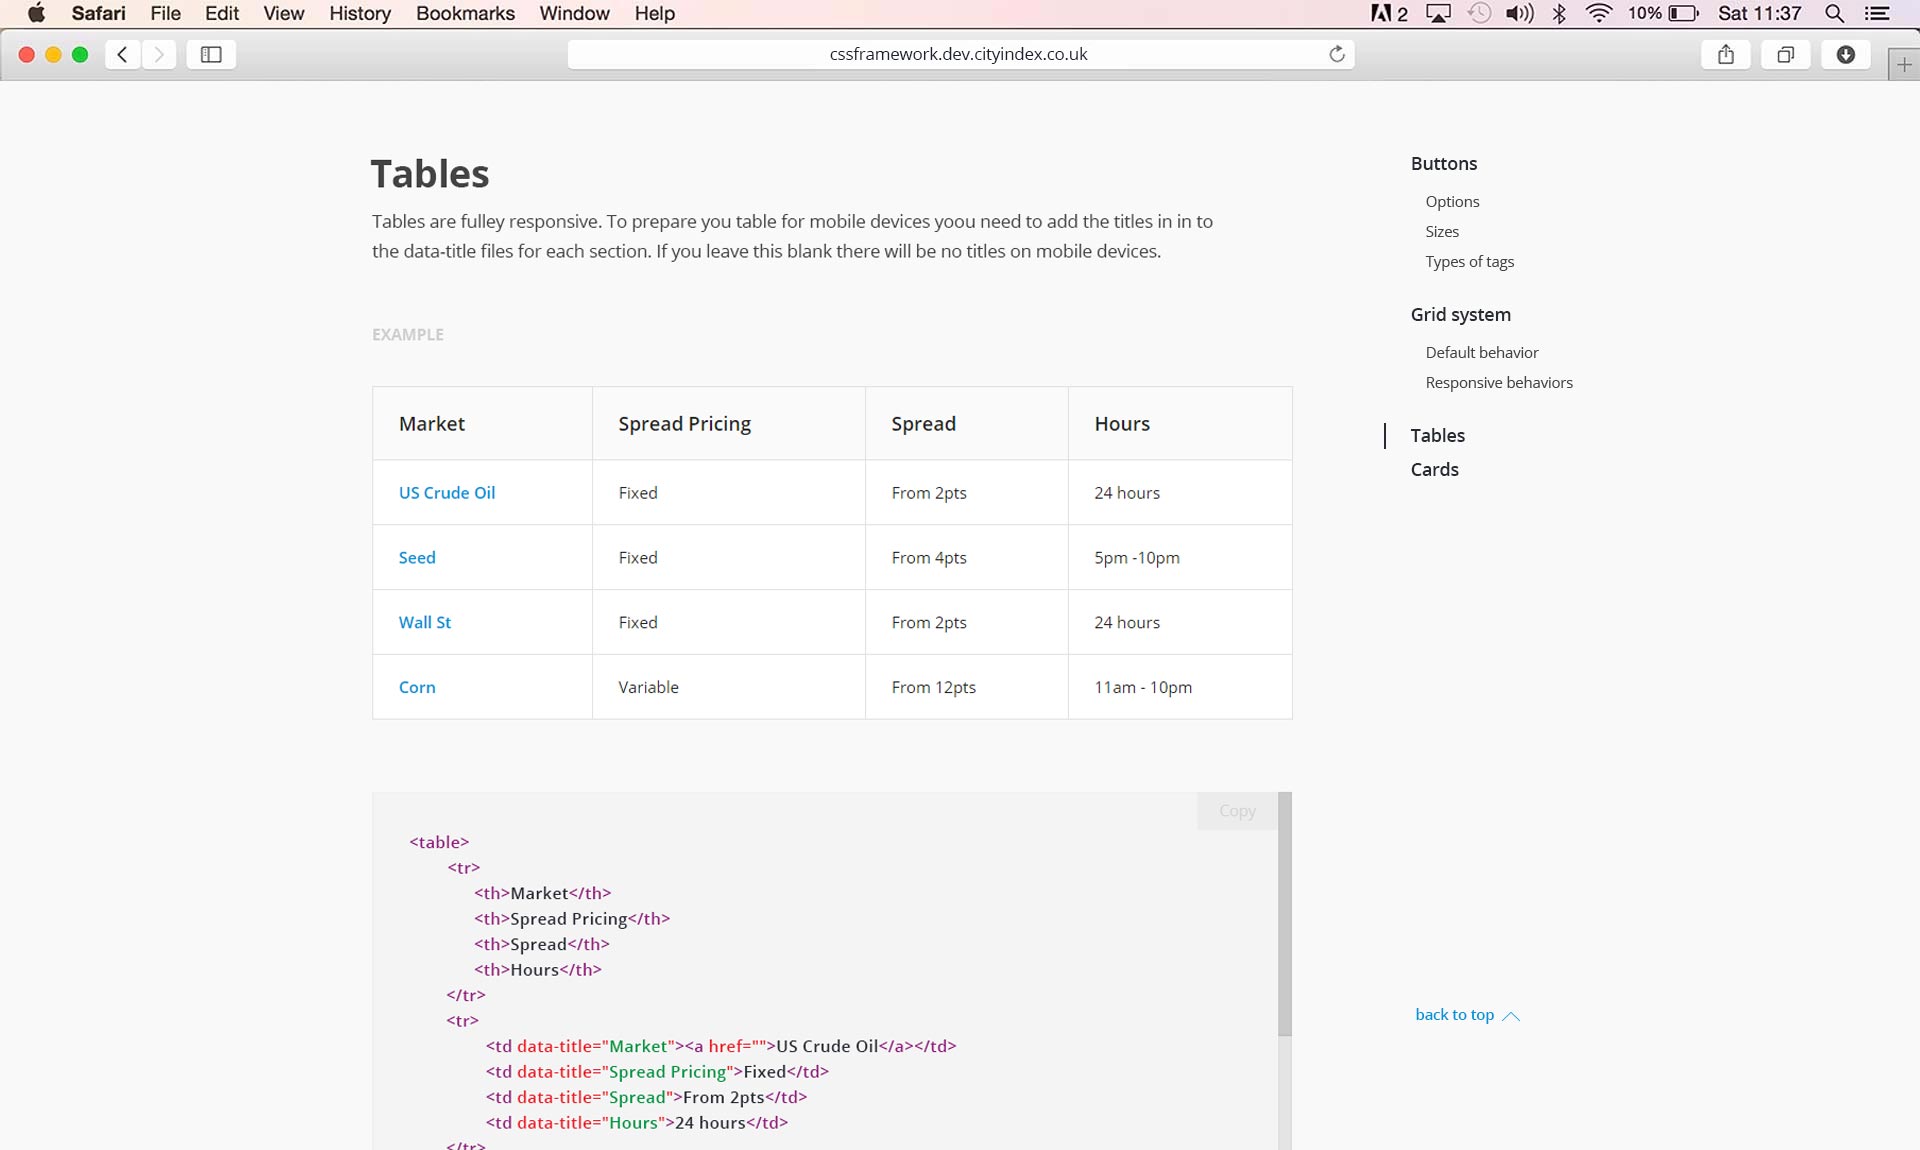 Safari File Edit View History Bookmarks Window Help 2 10% Sat 11:37
cssframework.dev.cityindex.co.uk
Tables
Tables are fulley responsive. To prepare you table for mobile devices yoou need to add the titles in in to
the data-title files for each section. If you leave this blank there will be no titles on mobile devices.
EXAMPLE
Market Spread Pricing Spread Hours
US Crude Oil Fixed From 2pts 24 hours
Seed Fixed From 4pts 5pm -10pm
Wall St Fixed From 2pts 24 hours
Corn Variable From 12pts 11am - 10pm
Copy
<table>
<tr>
<th>Market</th>
<th>Spread Pricing</th>
<th>Spread</th>
<th>Hours</th>
</tr>
<tr>
<td data-title="Market"><a href="">US Crude Oil</a></td>
<td data-title="Spread Pricing">Fixed</td>
<td data-title="Spread">From 2pts</td>
<td data-title="Hours">24 hours</td>
</tr>
Buttons
Options
Sizes
Types of tags
Grid system
Default behavior
Responsive behaviors
Tables
Cards
back to top